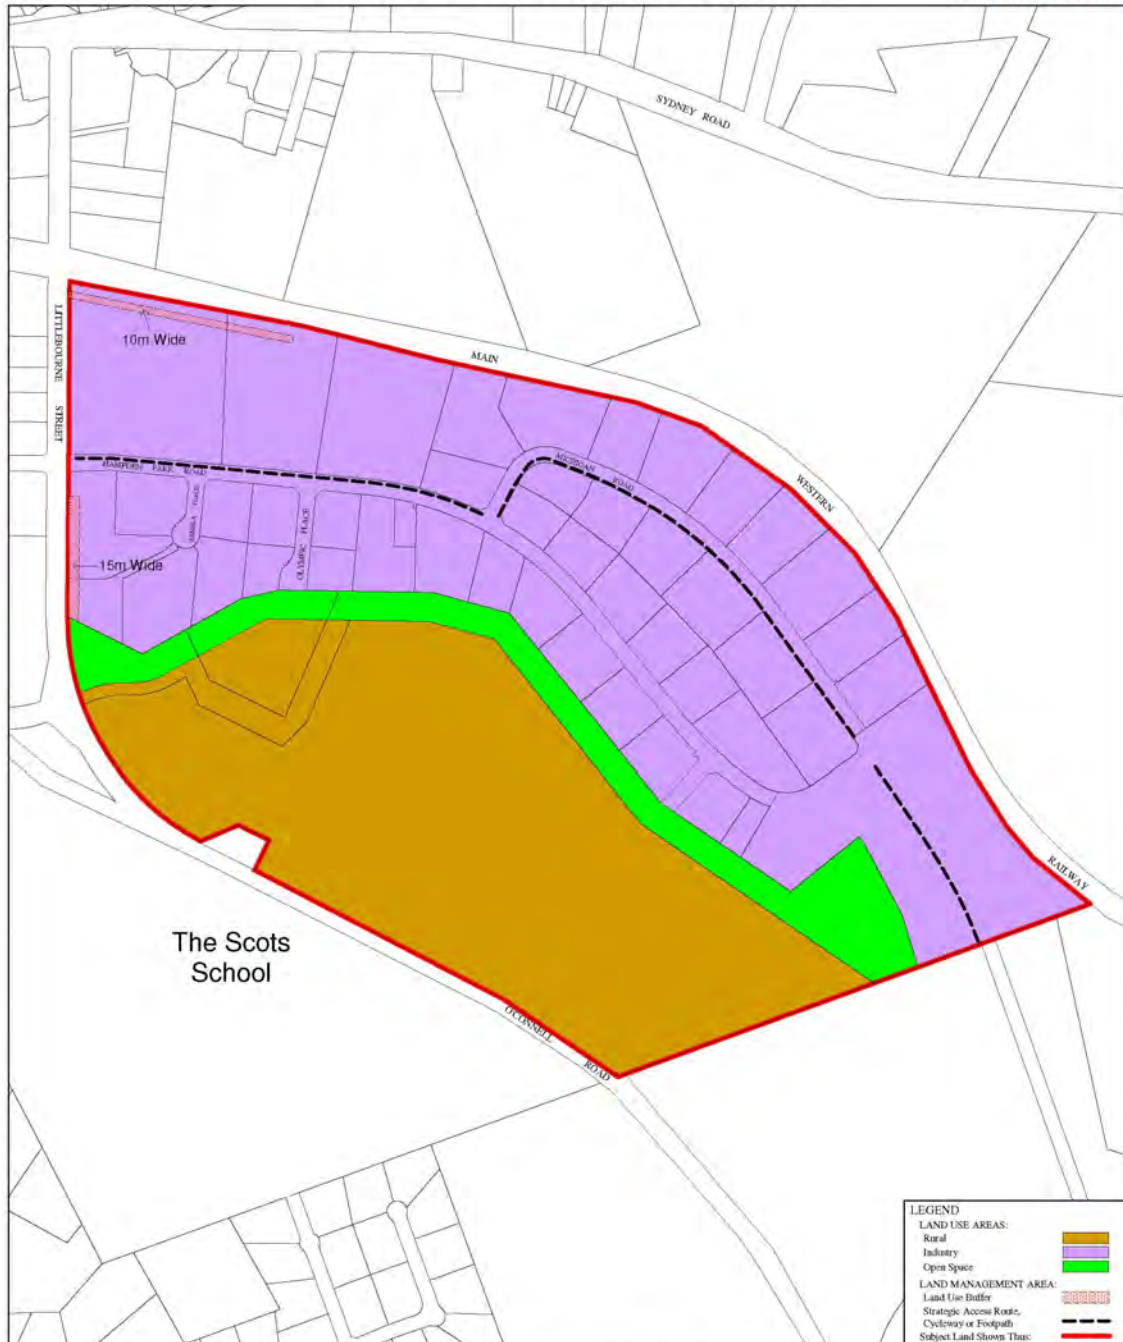 SYDNEY ROAD
LITTLEBOURNE STREET
10m Wide
MAIN
WESTERN
RAILWAY
HAMPDEN PARK ROAD
MICHIGAN ROAD
PLACE
OLYMPIC PLACE
15m Wide
The Scots
School
O'CONNELL ROAD
LEGEND
LAND USE AREAS:
Rural
Industry
Open Space
LAND MANAGEMENT AREA:
Land Use Buffer
Strategic Access Route,
Cycleway or Footpath
Subject Land Shown Thus: